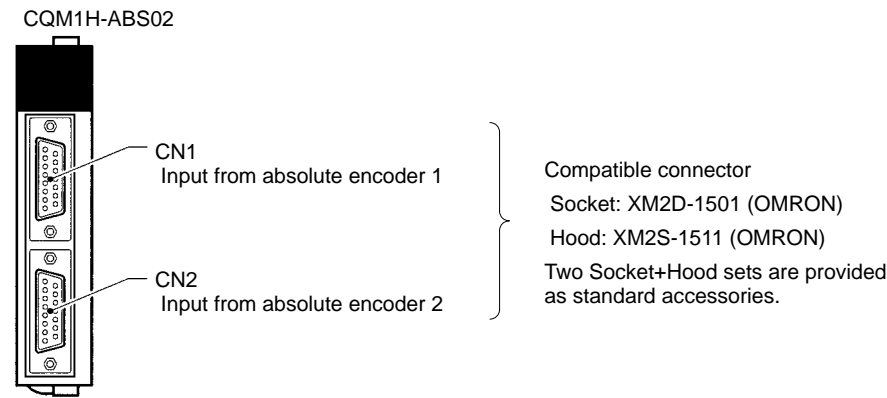 CQM1H-ABS02
CN1
Input from absolute encoder 1
CN2
Input from absolute encoder 2
Compatible connector
Socket: XM2D-1501 (OMRON)
Hood: XM2S-1511 (OMRON)
Two Socket+Hood sets are provided
as standard accessories.